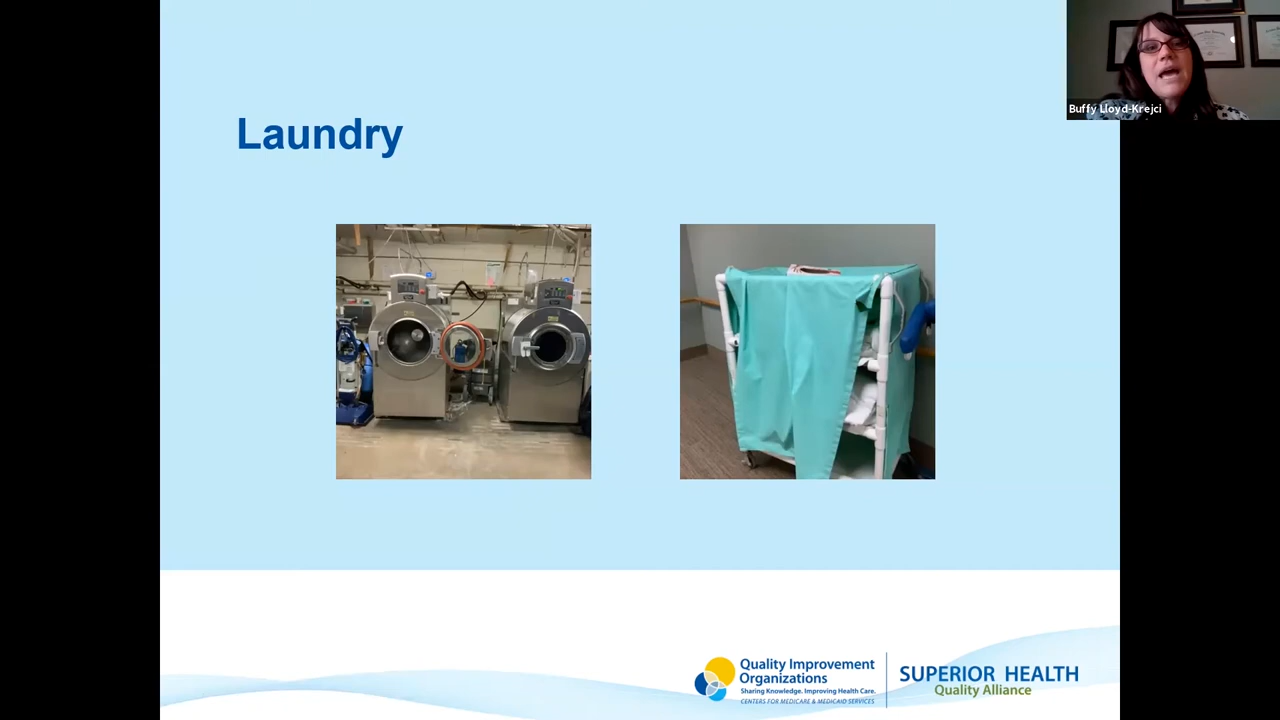 Laundry
Buffy Lloyd-Krejci
Quality Improvement
Organizations
Sharing Knowledge. Improving Health Care.
CENTERS FOR MEDICARE & MEDICAID SERVICES
SUPERIOR HEALTH
Quality Alliance